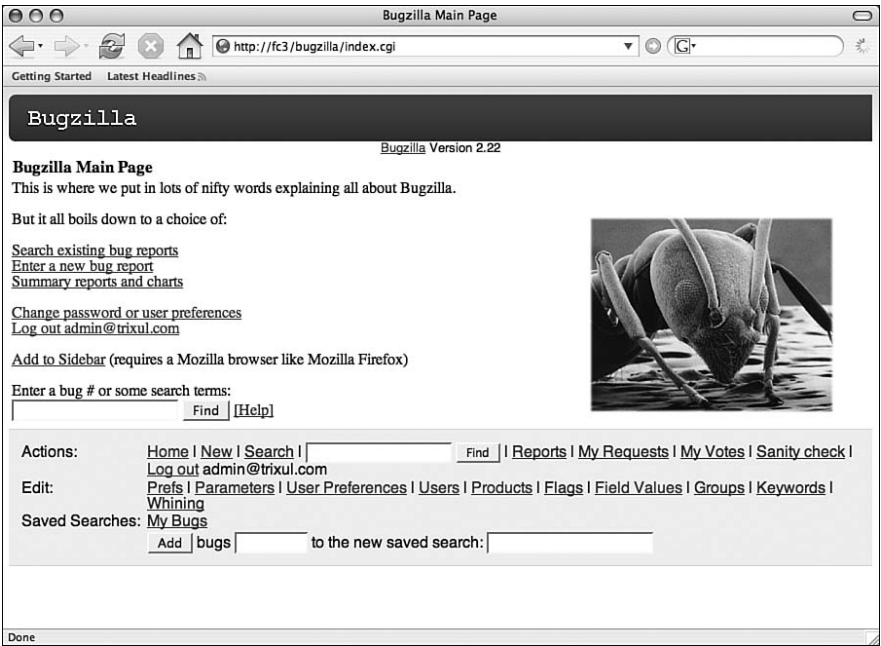 Bugzilla Main Page
http://fc3/bugzilla/index.cgi
G
Getting Started Latest Headlines
Bugzilla
Bugzilla Version 2.22
Bugzilla Main Page
This is where we put in lots of nifty words explaining all about Bugzilla.
But it all boils down to a choice of:
Search existing bug reports
Enter a new bug report
Summary reports and charts
Change password or user preferences
Log out admin@trixul.com
Add to Sidebar (requires a Mozilla browser like Mozilla Firefox)
Enter a bug # or some search terms:
Find [Help]
Actions: Home | New | Search | Find | Reports | My Requests | My Votes | Sanity check |
Log out admin@trixul.com
Edit: Prefs | Parameters | User Preferences | Users | Products | Flags | Field Values | Groups | Keywords |
Whining
Saved Searches: My Bugs
Add bugs to the new saved search:
Done